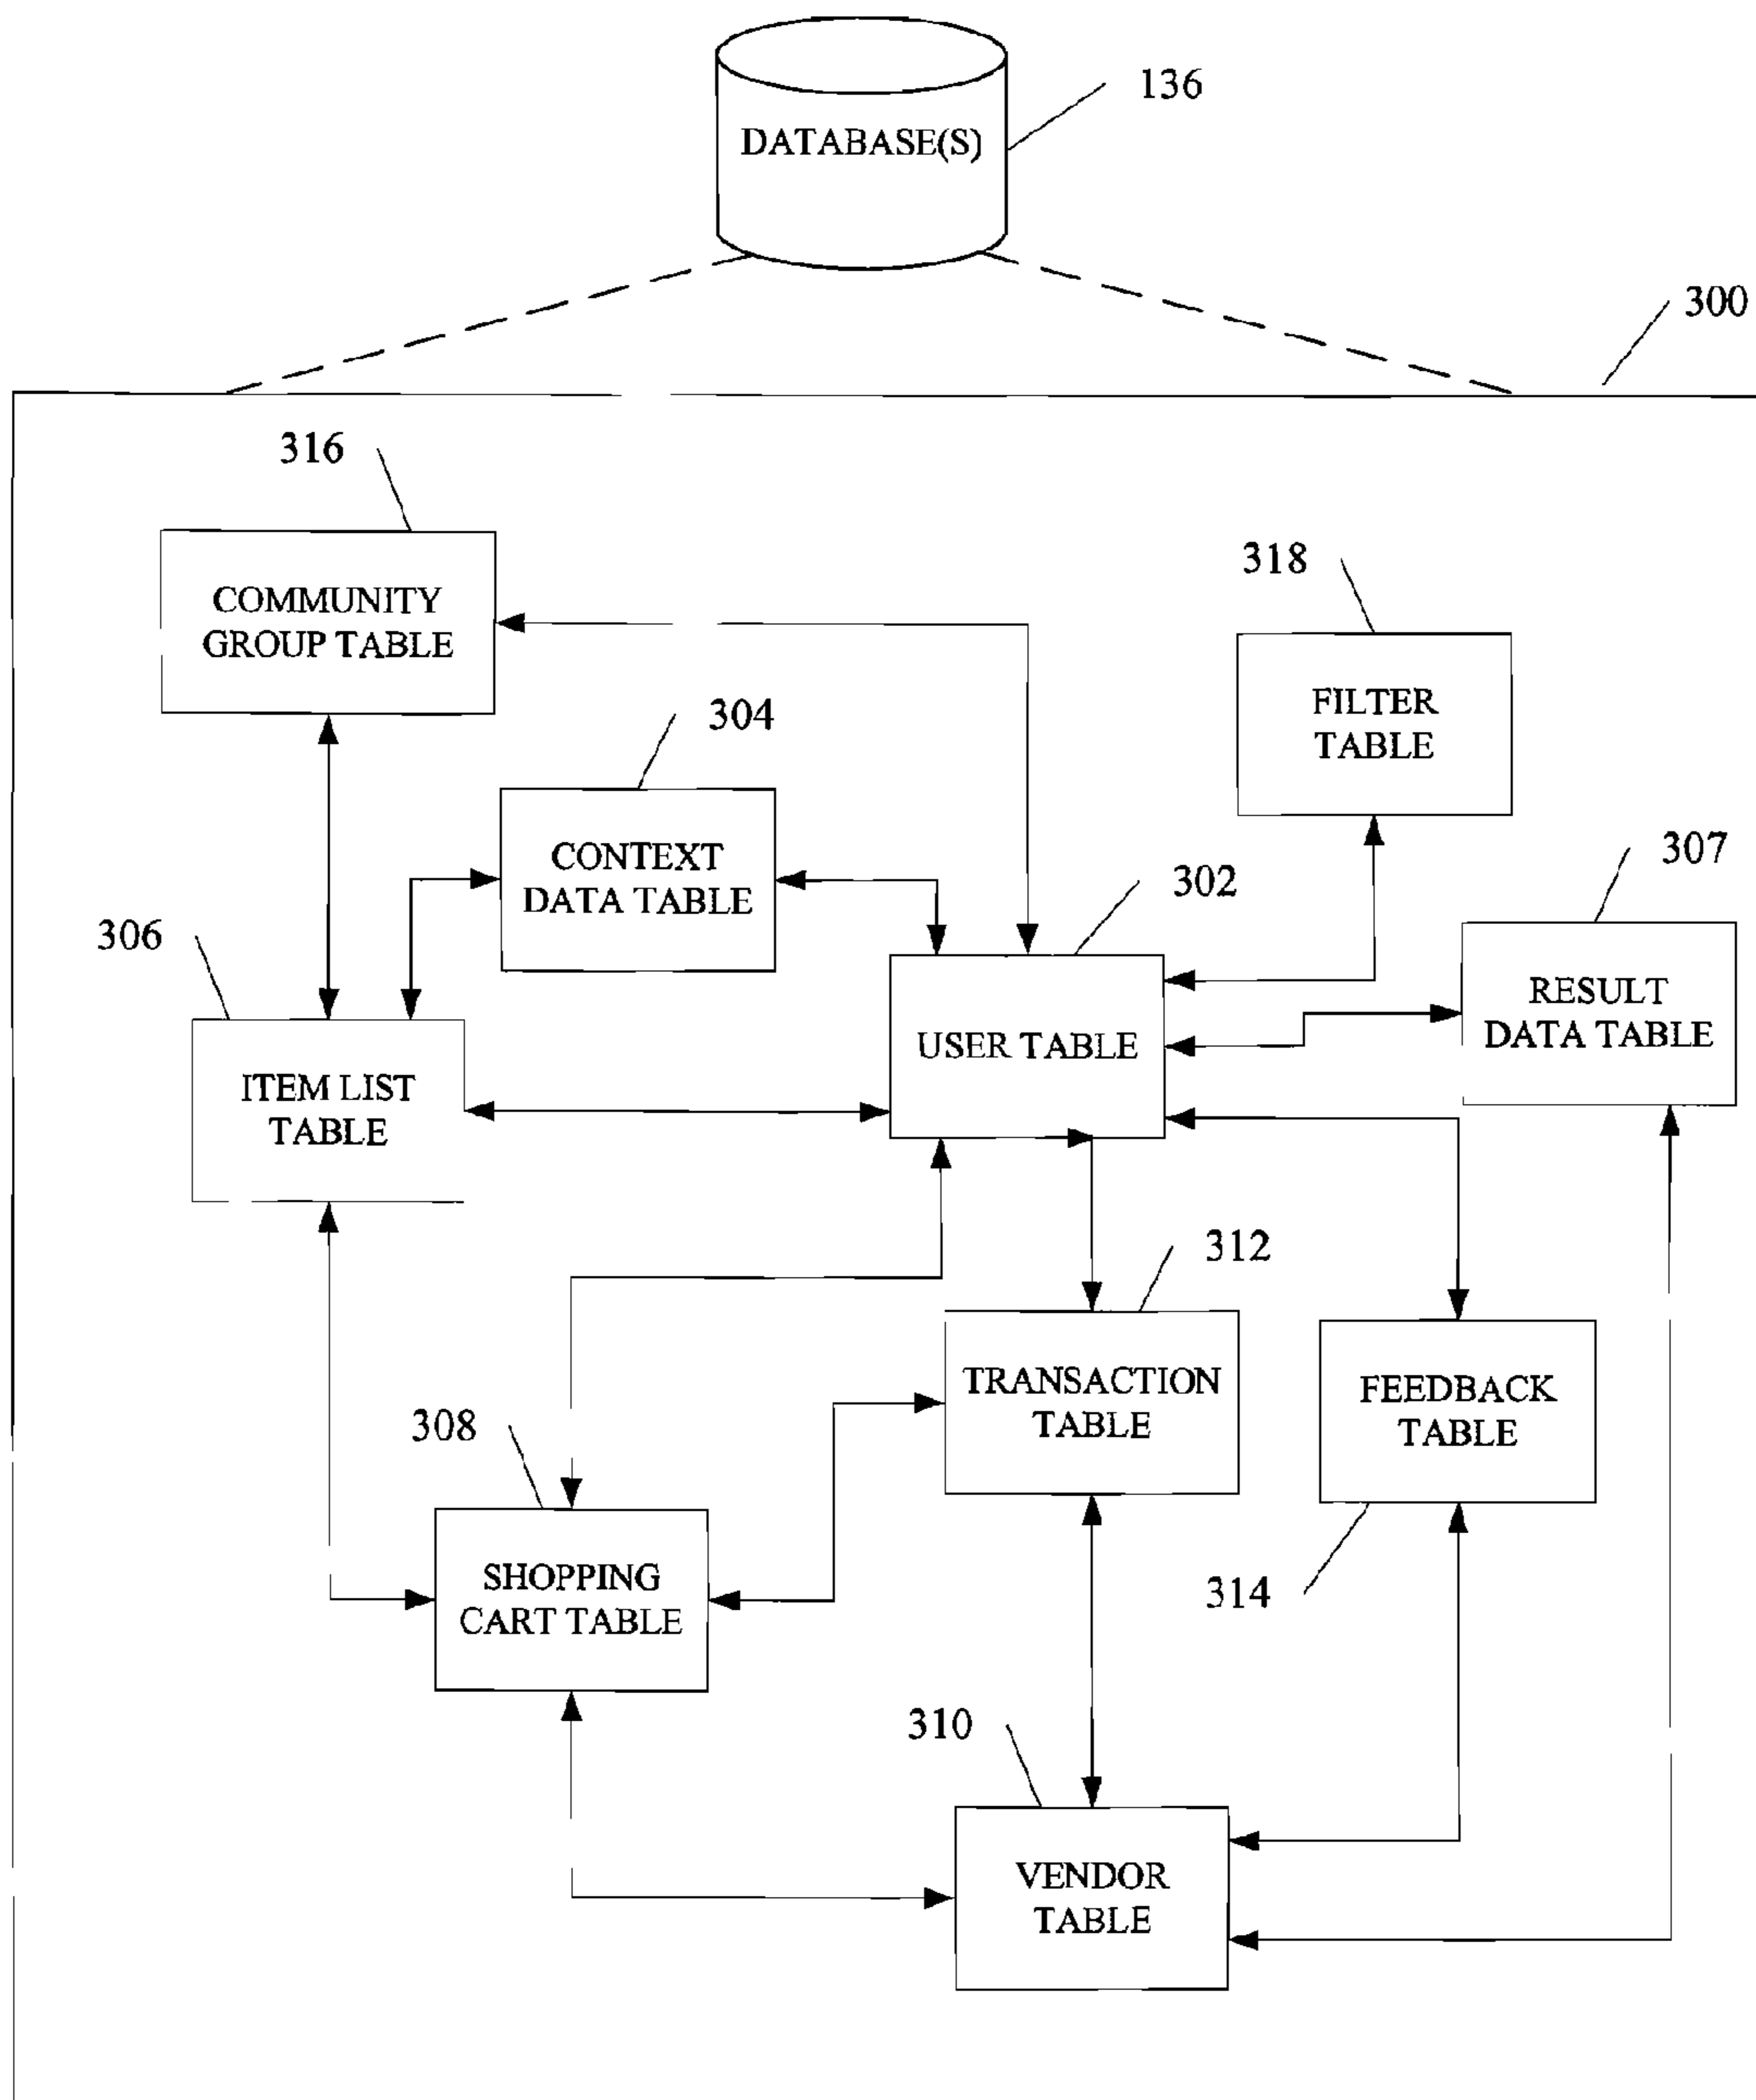 DATABASE(S)
136
300
316
COMMUNITY
GROUP TABLE
318
FILTER
TABLE
304
CONTEXT
DATA TABLE
302
307
306
USER TABLE
RESULT
DATA TABLE
ITEM LIST
TABLE
312
TRANSACTION
TABLE
FEEDBACK
TABLE
308
314
SHOPPING
CART TABLE
310
VENDOR
TABLE